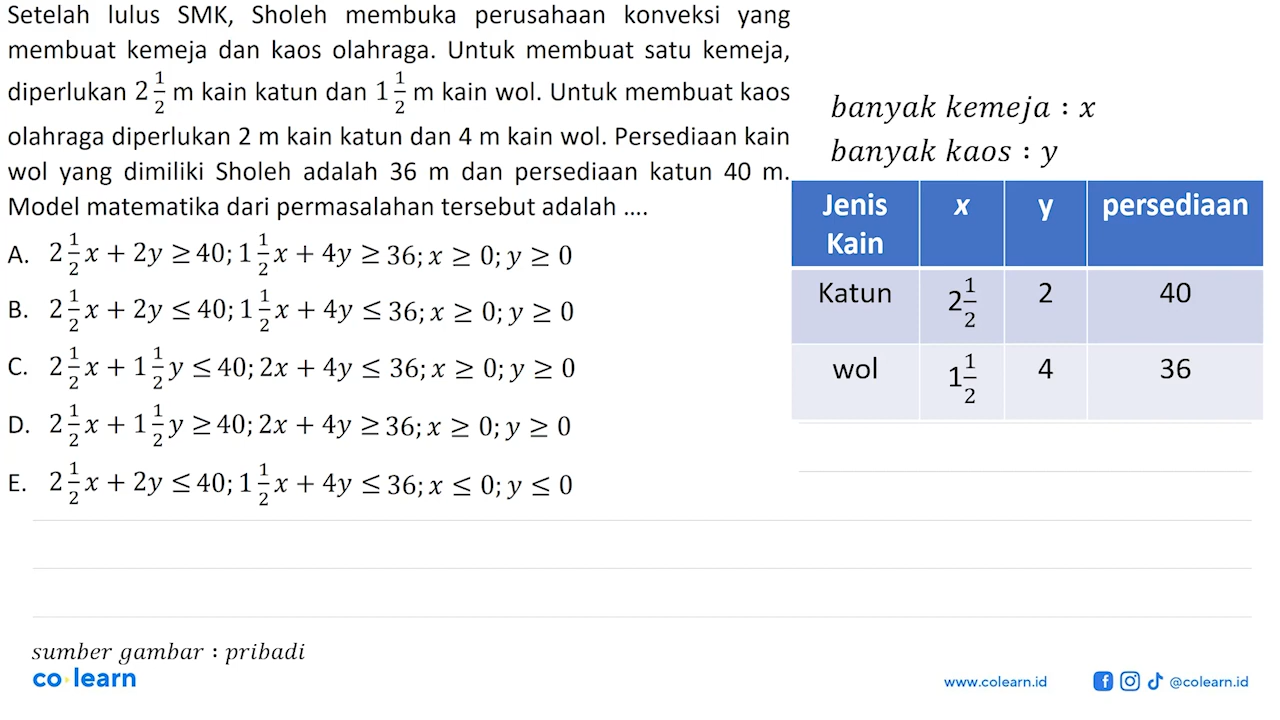 Setelah lulus SMK, Sholeh membuka perusahaan konveksi yang
membuat kemeja dan kaos olahraga. Untuk membuat satu kemeja,
diperlukan 2 1/2 m kain katun dan 1 1/2 m kain wol. Untuk membuat kaos
olahraga diperlukan 2 m kain katun dan 4 m kain wol. Persediaan kain
wol yang dimiliki Sholeh adalah 36 m dan persediaan katun 40 m.
Model matematika dari permasalahan tersebut adalah ....
A. 2 1/2 x + 2y ≥ 40; 1 1/2 x + 4y ≥ 36; x ≥ 0; y ≥ 0
B. 2 1/2 x + 2y ≤ 40; 1 1/2 x + 4y ≤ 36; x ≥ 0; y ≥ 0
C. 2 1/2 x + 1 1/2 y ≤ 40; 2x + 4y ≤ 36; x ≥ 0; y ≥ 0
D. 2 1/2 x + 1 1/2 y ≥ 40; 2x + 4y ≥ 36; x ≥ 0; y ≥ 0
E. 2 1/2 x + 2y ≤ 40; 1 1/2 x + 4y ≤ 36; x ≤ 0; y ≤ 0
banyak kemeja : x
banyak kaos : y
Jenis Kain x y persediaan
Katun 2 1/2 2 40
wol 1 1/2 4 36
sumber gambar : pribadi
co learn
www.colearn.id
@colearn.id